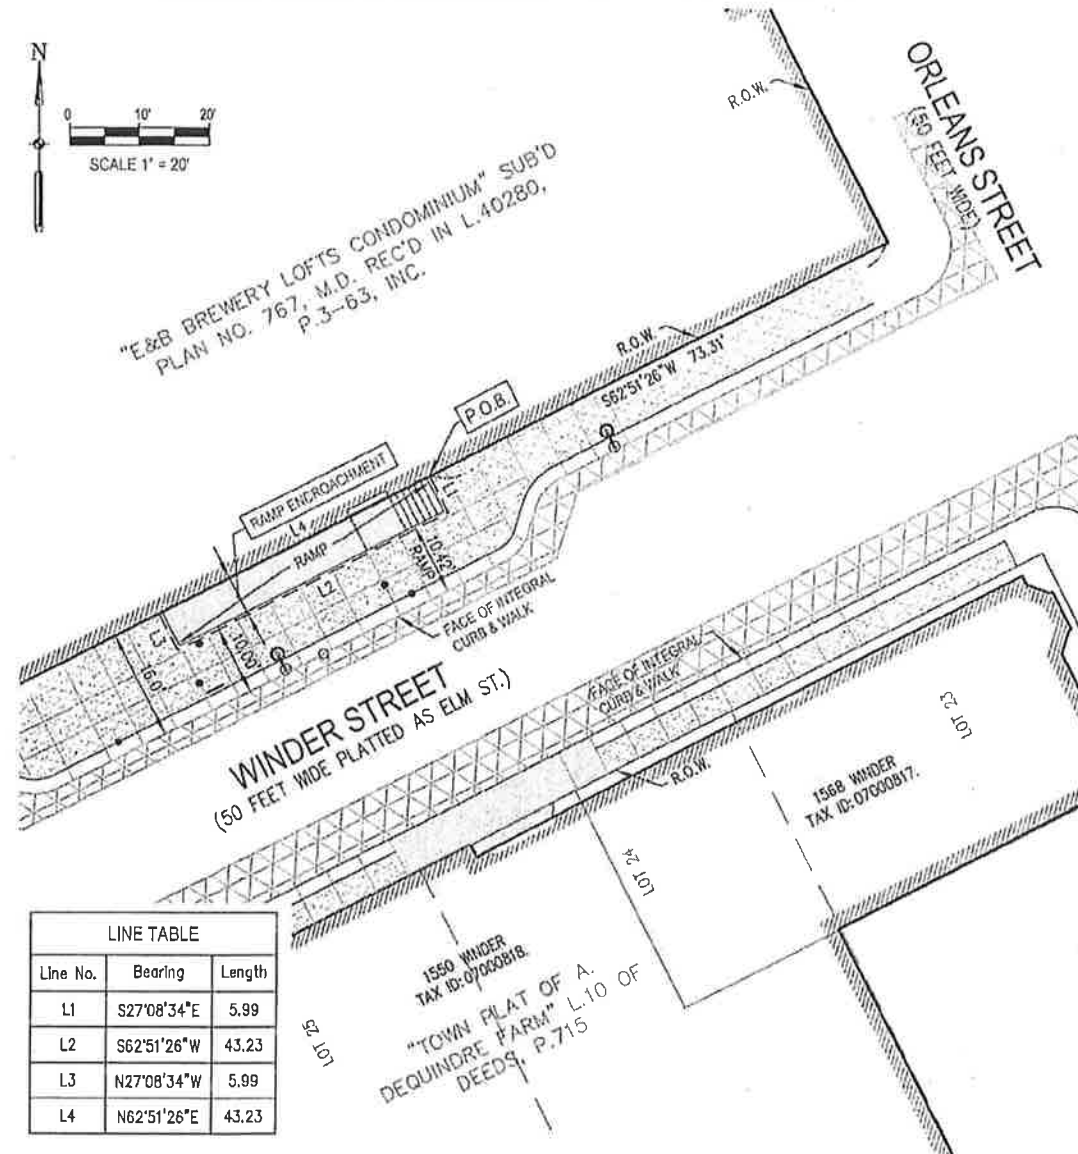 N
0 10' 20'
SCALE 1' = 20'
ORLEANS STREET
(50 FEET WIDE)
R.O.W.
"E&B BREWERY LOFTS CONDOMINIUM" SUB'D
PLAN NO. 767, M.D. REC'D IN L.40280,
P.3-63, INC.
R.O.W.
S62°51'26"W 73.31'
P.O.B.
RAMP ENCROACHMENT
L4
L1
RAMP
10.42'
RAMP
L2
L3
10.00'
16.0'
FACE OF INTEGRAL
CURB & WALK
WINDER STREET
(50 FEET WIDE PLATTED AS ELM ST.)
FACE OF INTEGRAL
CURB & WALK
R.O.W.
LOT 23
1568 WINDER
TAX ID:07000817.
LOT 24
1550 WINDER
TAX ID:07000818.
LOT 25
"TOWN PLAT OF A.
DEQUINDRE FARM" L.10 OF
DEEDS, P.715
LINE TABLE
Line No. Bearing Length
L1 S27°08'34"E 5.99
L2 S62°51'26"W 43.23
L3 N27°08'34"W 5.99
L4 N62°51'26"E 43.23